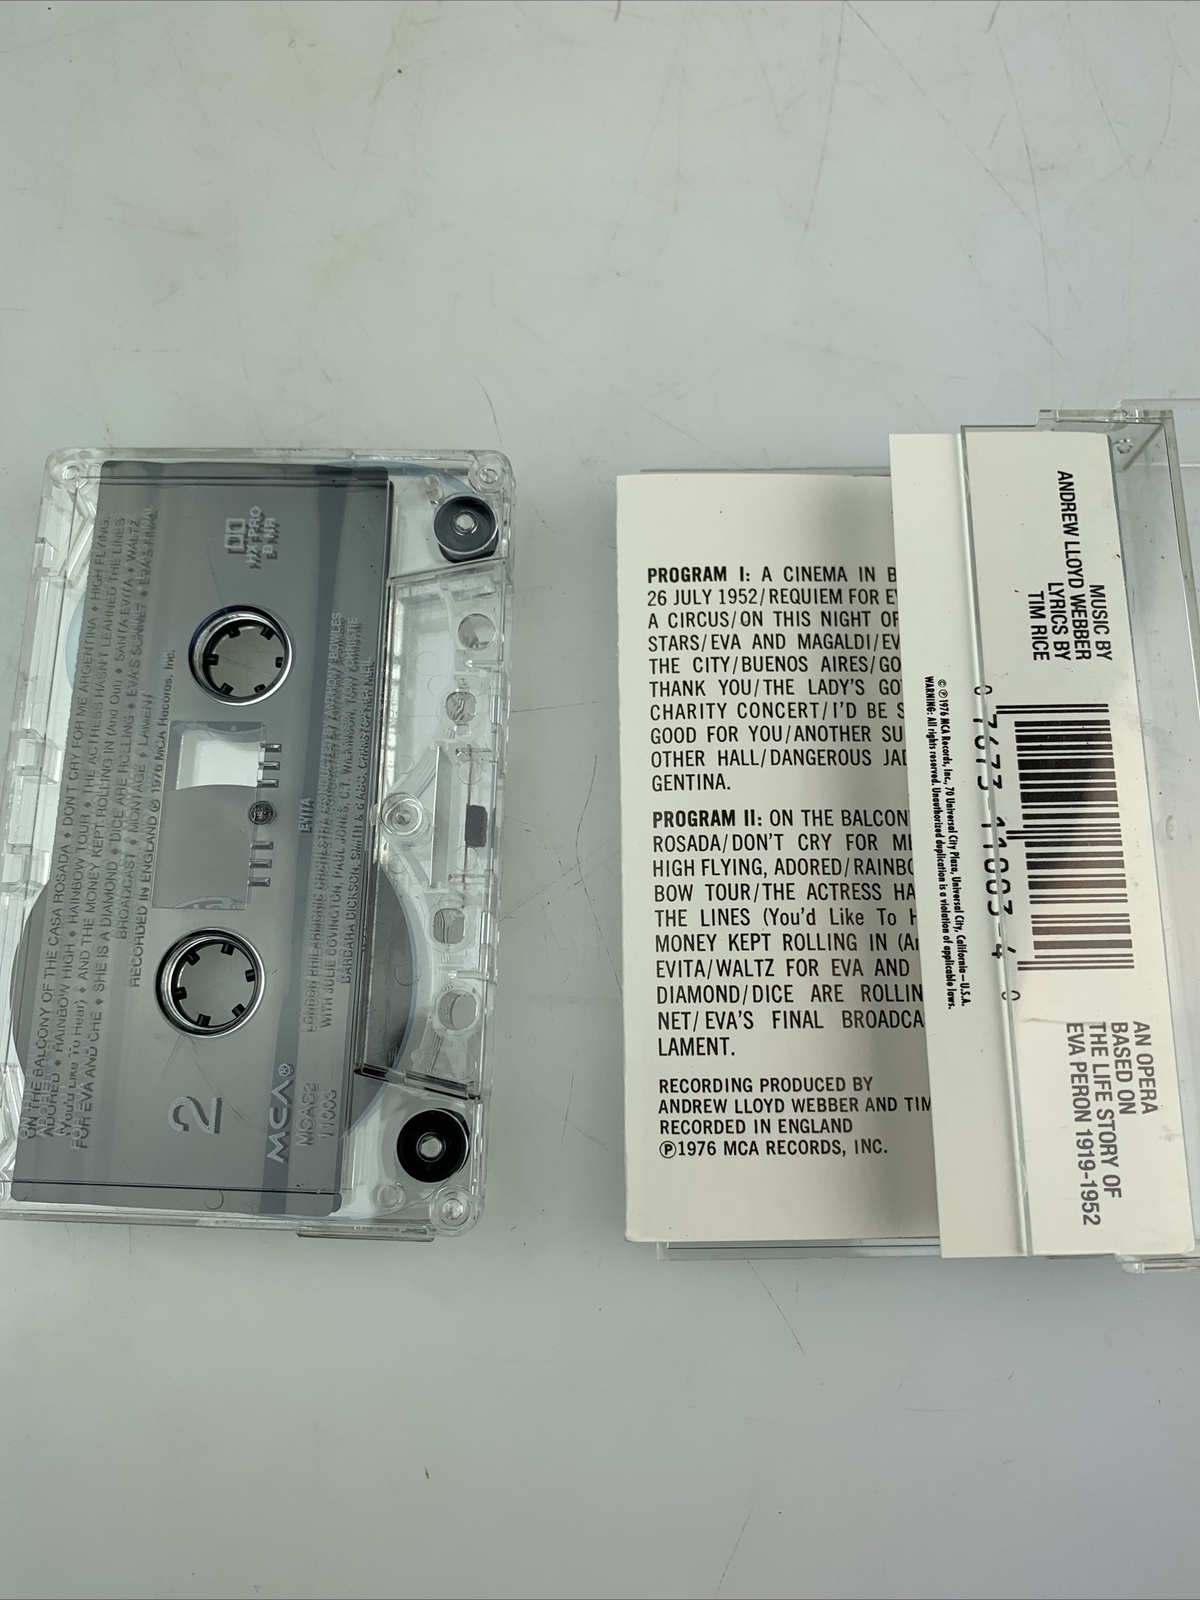 ON THE BALCONY OF THE CASA ROSADA ♦ DON'T CRY FOR ME ARGENTINA ♦ HIGH FLYING,
ADORED ♦ RAINBOW HIGH ♦ RAINBOW TOUR ♦ THE ACTRESS HASN'T LEARNED THE LINES
(You'd Like To Hear) ♦ AND THE MONEY KEPT ROLLING IN (And Out) ♦ SANTA EVITA ♦ WALTZ
FOR EVA AND CHE ♦ SHE IS A DIAMOND ♦ DICE ARE ROLLING ♦ EVA'S SONNET ♦ EVA'S FINAL
BROADCAST ♦ MONTAGE ♦ LAMENT
RECORDED IN ENGLAND ℗ 1976 MCA Records, Inc.
HX PRO
2
EVITA
LONDON PHILHARMONIC ORCHESTRA CONDUCTED BY ANTHONY BOWLES
WITH JULIE COVINGTON, PAUL JONES, C.T. WILKINSON, TONY CHRISTIE
BARBARA DICKSON,
MCA®
11003
PROGRAM I: A CINEMA IN B
26 JULY 1952/REQUIEM FOR EV
A CIRCUS/ON THIS NIGHT OF
STARS/EVA AND MAGALDI/EV
THE CITY/BUENOS AIRES/GO
THANK YOU/THE LADY'S GO
CHARITY CONCERT/I'D BE S
GOOD FOR YOU/ANOTHER SU
OTHER HALL/DANGEROUS JAD
GENTINA.
PROGRAM II: ON THE BALCON
ROSADA/DON'T CRY FOR ME
HIGH FLYING, ADORED/RAINBO
BOW TOUR/THE ACTRESS HA
THE LINES (You'd Like To H
MONEY KEPT ROLLING IN (An
EVITA/WALTZ FOR EVA AND
DIAMOND/DICE ARE ROLLIN
NET/EVA'S FINAL BROADCA
LAMENT.
RECORDING PRODUCED BY
ANDREW LLOYD WEBBER AND TIM
RECORDED IN ENGLAND
℗1976 MCA RECORDS, INC.
© ℗1976 MCA Records, Inc., 70 Universal City Plaza, Universal City, California—U.S.A.
WARNING: All rights reserved. Unauthorized duplication is a violation of applicable laws.
MUSIC BY
ANDREW LLOYD WEBBER
LYRICS BY
TIM RICE
0 7673-11003-4 0
AN OPERA
BASED ON
THE LIFE STORY OF
EVA PERON 1919-1952